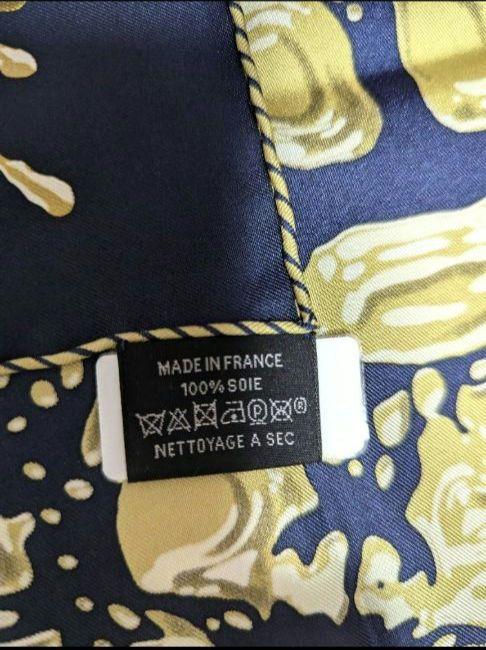 MADE IN FRANCE
100% SOIE
P ®
NETTOYAGE A SEC